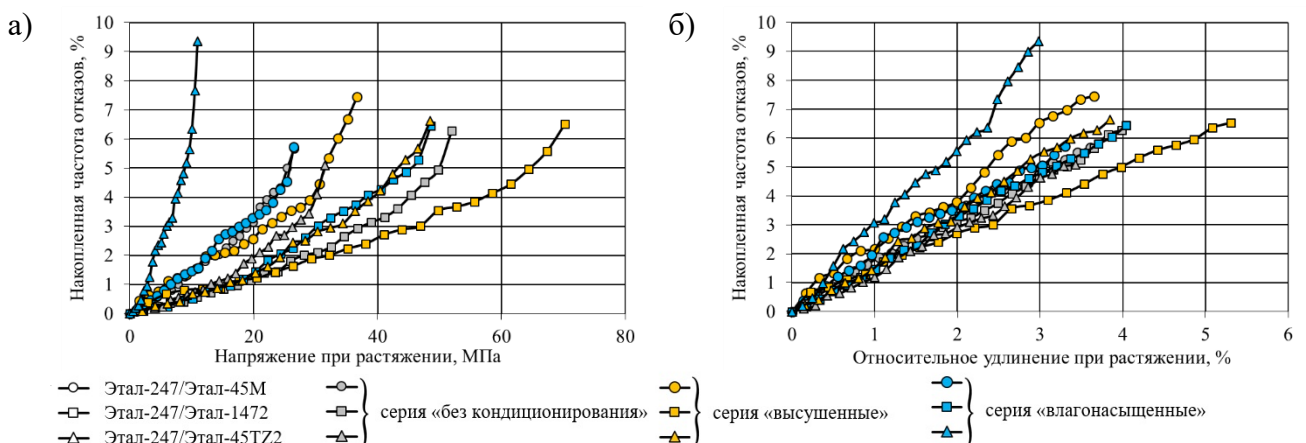 а)
Накопленная частота отказов, %
10
9
8
7
6
5
4
3
2
1
0
0 20 40 60 80
Напряжение при растяжении, МПа
б)
Накопленная частота отказов, %
10
9
8
7
6
5
4
3
2
1
0
0 1 2 3 4 5 6
Относительное удлинение при растяжении, %
Этал-247/Этал-45М
Этал-247/Этал-1472
Этал-247/Этал-45TZ2
серия «без кондиционирования»
серия «высушенные»
серия «влагонасыщенные»